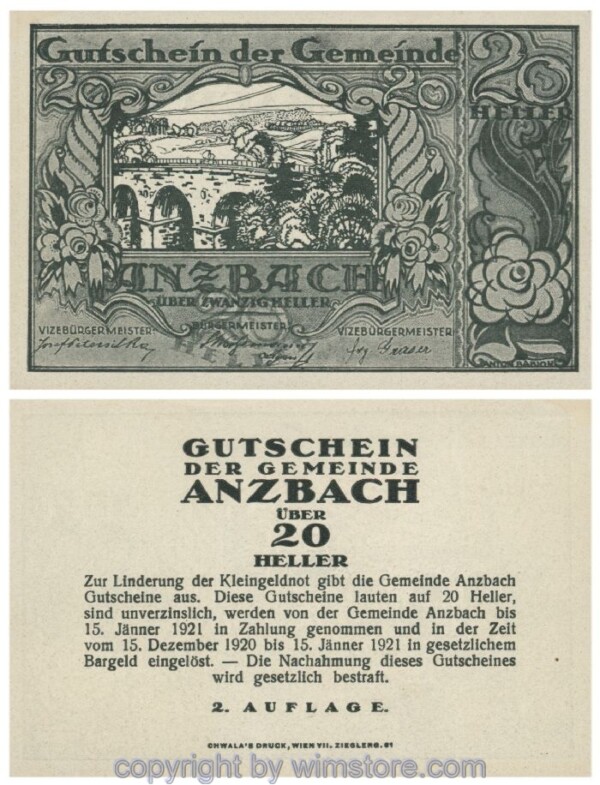 Gutschein der Gemeinde
20
HELLER
ANZBACH
ÜBER ZWANZIG HELLER
VIZEBÜRGERMEISTER:
BÜRGERMEISTER:
VIZEBÜRGERMEISTER
GUTSCHEIN
DER GEMEINDE
ANZBACH
ÜBER
20
HELLER
Zur Linderung der Kleingeldnot gibt die Gemeinde Anzbach
Gutscheine aus. Diese Gutscheine lauten auf 20 Heller,
sind unverzinslich, werden von der Gemeinde Anzbach bis
15. Jänner 1921 in Zahlung genommen und in der Zeit
vom 15. Dezember 1920 bis 15. Jänner 1921 in gesetzlichem
Bargeld eingelöst. — Die Nachahmung dieses Gutscheines
wird gesetzlich bestraft.
2. AUFLAGE.
CHWALA'S DRUCK, WIEN VII. ZIEGLERG. 61
copyright by wimstore.com